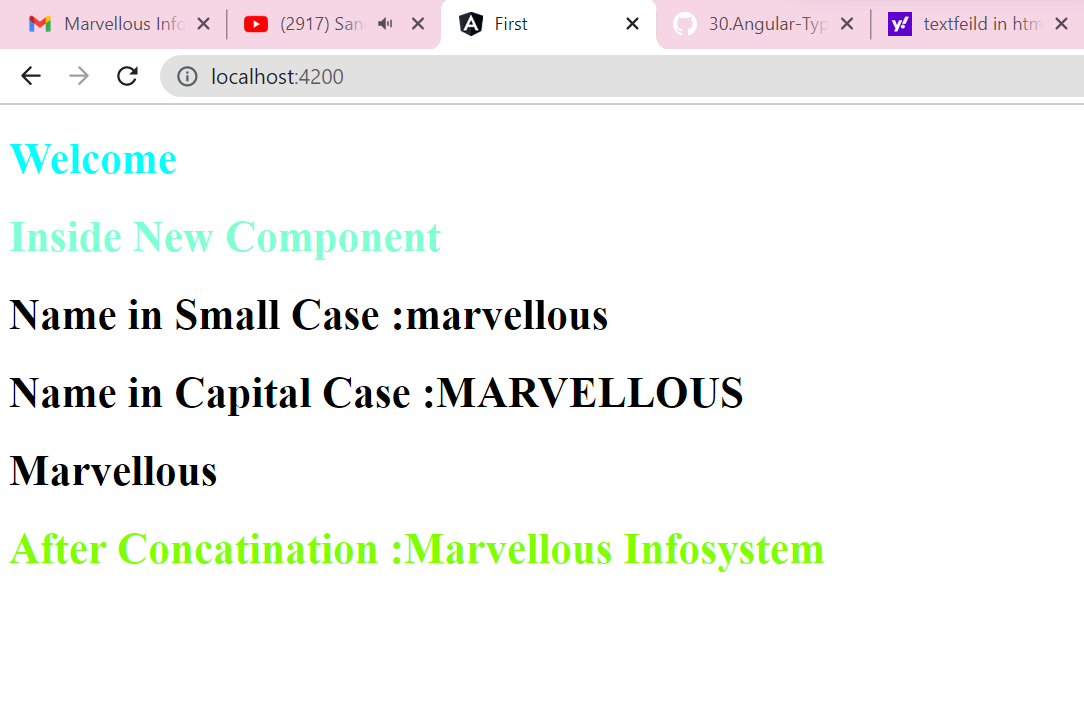 Marvellous Info
(2917) San
First
30.Angular-Typ
textfeild in htm
localhost:4200
Welcome
Inside New Component
Name in Small Case :marvellous
Name in Capital Case :MARVELLOUS
Marvellous
After Concatination :Marvellous Infosystem